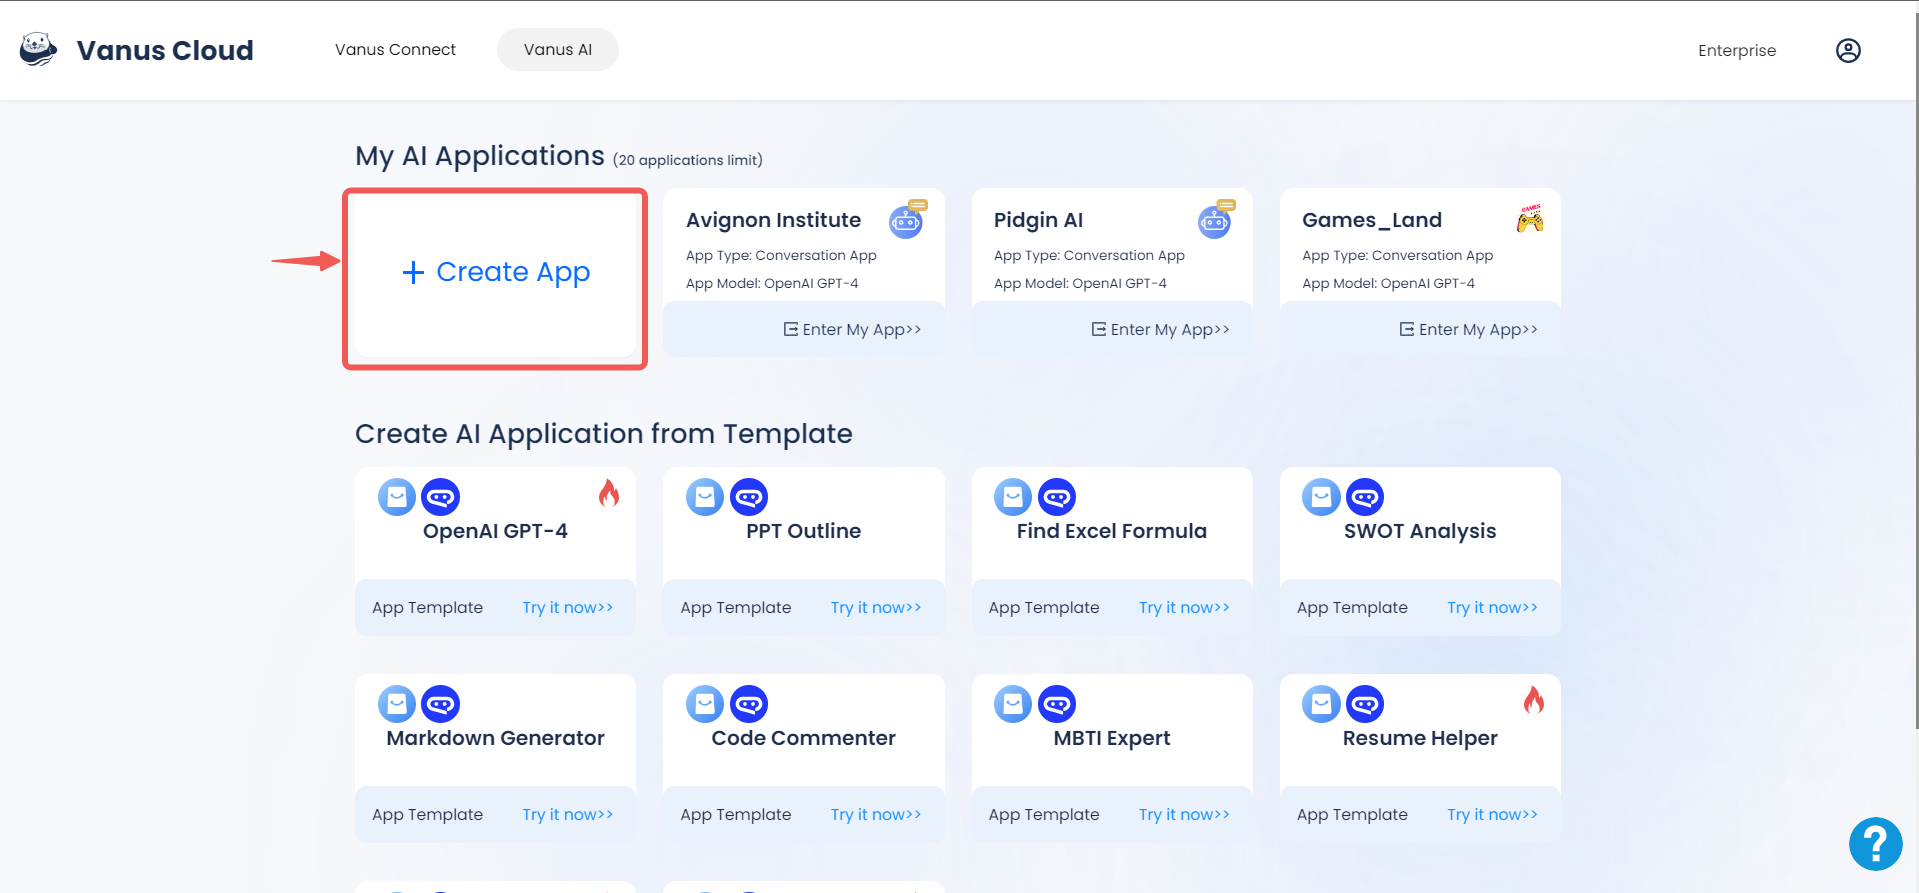 Vanus Cloud
Vanus Connect
Vanus AI
Enterprise
My AI Applications (20 applications limit)
+ Create App
Avignon Institute
App Type: Conversation App
App Model: OpenAI GPT-4
Enter My App>>
Pidgin AI
App Type: Conversation App
App Model: OpenAI GPT-4
Enter My App>>
GAMES
Games_Land
App Type: Conversation App
App Model: OpenAI GPT-4
Enter My App>>
Create AI Application from Template
OpenAI GPT-4
App Template Try it now>>
PPT Outline
App Template Try it now>>
Find Excel Formula
App Template Try it now>>
SWOT Analysis
App Template Try it now>>
Markdown Generator
App Template Try it now>>
Code Commenter
App Template Try it now>>
MBTI Expert
App Template Try it now>>
Resume Helper
App Template Try it now>>
?